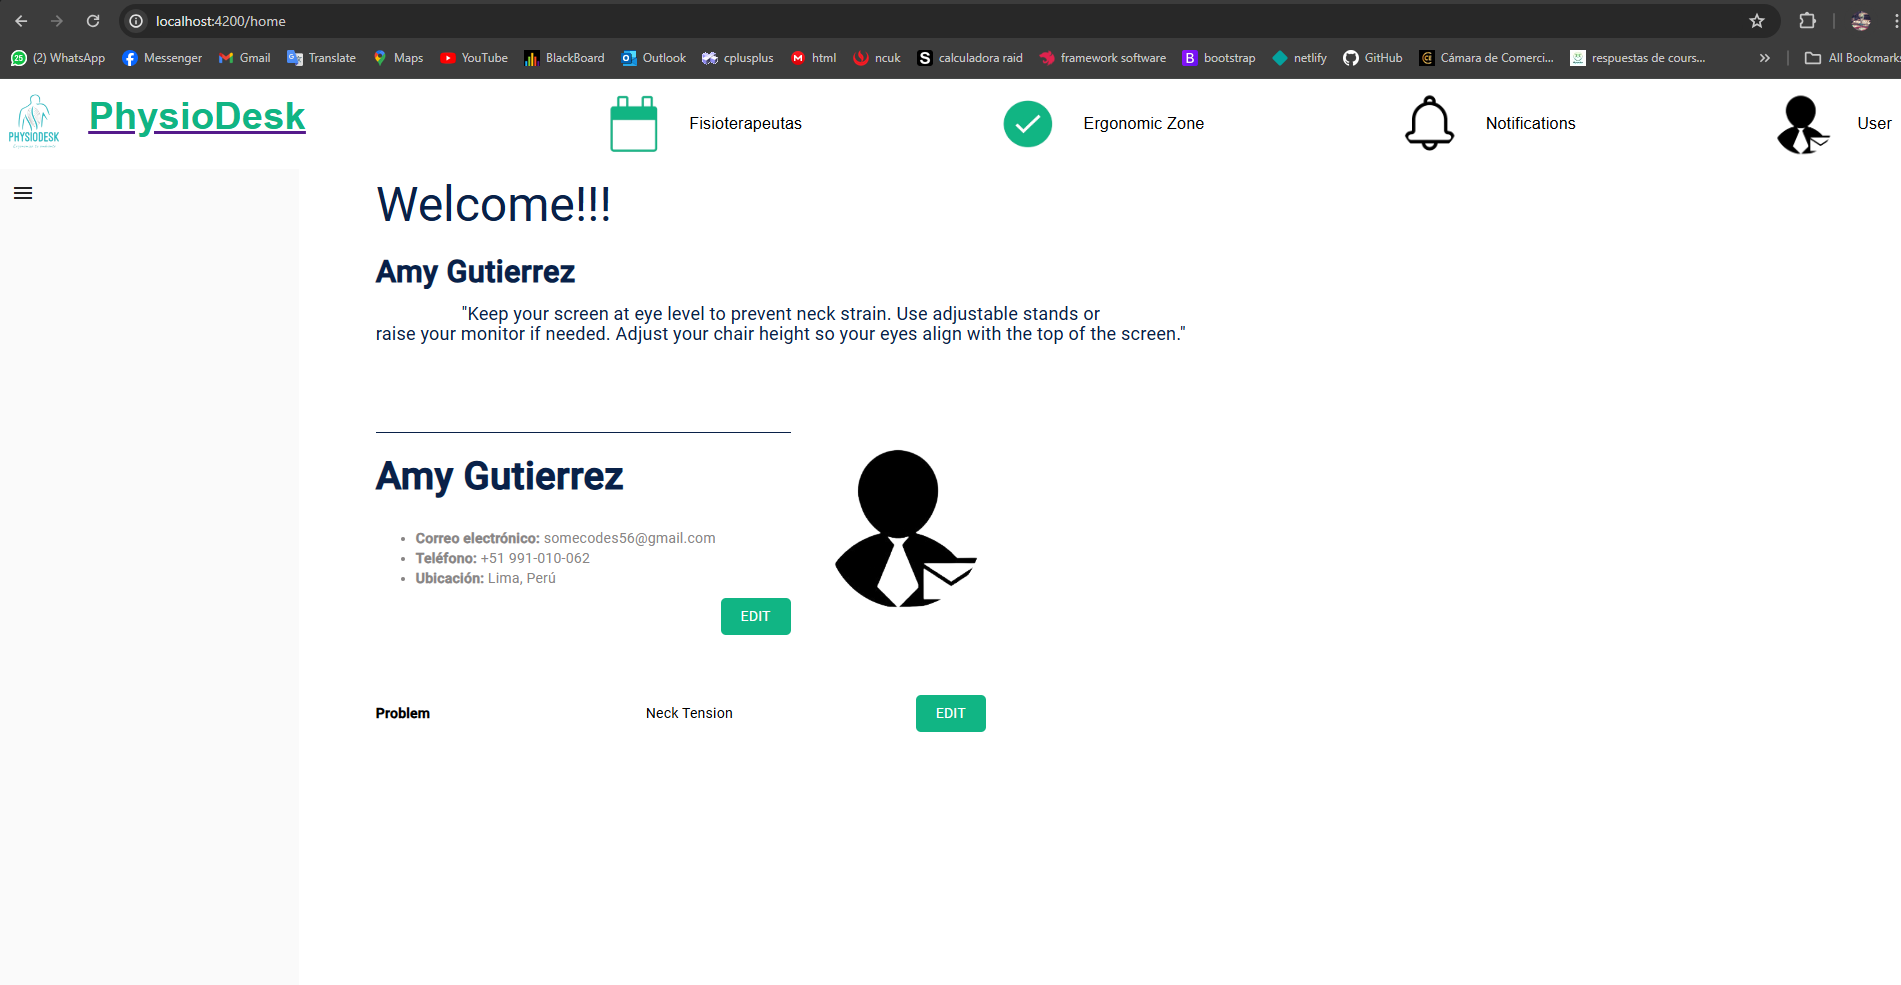 localhost:4200/home
(2) WhatsApp Messenger Gmail Translate Maps YouTube BlackBoard Outlook cplusplus html ncuk calculadora raid framework software bootstrap netlify GitHub Cámara de Comerci... respuestas de cours... » All Bookmarks
PHYSIODESK
PhysioDesk
Fisioterapeutas
Ergonomic Zone
Notifications
User
Welcome!!!
Amy Gutierrez
"Keep your screen at eye level to prevent neck strain. Use adjustable stands or
raise your monitor if needed. Adjust your chair height so your eyes align with the top of the screen."
Amy Gutierrez
• Correo electrónico: somecodes56@gmail.com
• Teléfono: +51 991-010-062
• Ubicación: Lima, Perú
EDIT
Problem Neck Tension EDIT